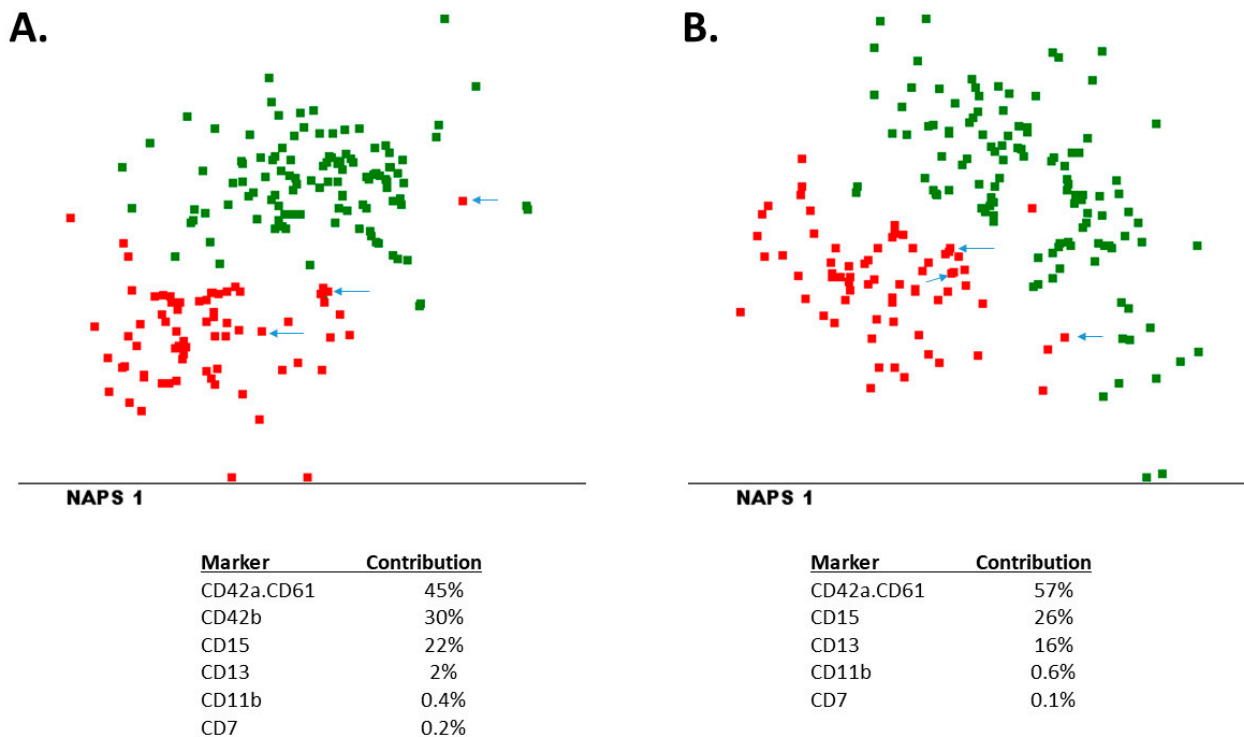 A.
B.
NAPS 1
NAPS 1
Marker Contribution
CD42a.CD61 45%
CD42b 30%
CD15 22%
CD13 2%
CD11b 0.4%
CD7 0.2%
Marker Contribution
CD42a.CD61 57%
CD15 26%
CD13 16%
CD11b 0.6%
CD7 0.1%